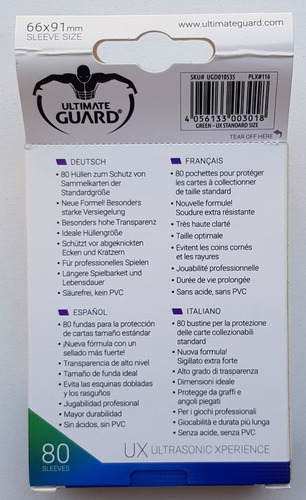 66x91mm
SLEEVE SIZE
www.ultimateguard.com
SKU# UGD010535 PLX#116
4 056133 003018
GREEN - UX STANDARD SIZE
TEAR OFF HERE
ULTIMATE
GUARD®
DEUTSCH
• 80 Hüllen zum Schutz von
Sammelkarten der
Standardgröße
• Neue Formel! Besonders
starke Versiegelung
• Besonders hohe Transparenz
• Ideale Hüllengröße
• Schützt vor abgeknickten
Ecken und Kratzern
• Für professionelles Spielen
• Längere Spielbarkeit und
Lebensdauer
• Säurefrei, kein PVC
FRANÇAIS
• 80 pochettes pour protéger
les cartes à collectionner
de taille standard
• Nouvelle formule!
Soudure extra résistante
• Très haute clarté
• Taille optimale
• Evitent les coins cornés
et les rayures
• Jouabilité professionnelle
• Durée de vie prolongée
• Sans acide, sans PVC
ESPAÑOL
• 80 fundas para la protección
de cartas tamaño estándar
• ¡Nueva fórmula con un
sellado más fuerte!
• Transparencia de alto nivel
• Tamaño de funda ideal
• Evita las esquinas dobladas
y los rasguños
• Jugabilidad profesional
• Mayor durabilidad
• Sin ácidos, sin PVC
ITALIANO
• 80 bustine per la protezione
delle carte collezionabili
standard
• Nuova formula!
Sigillato extra forte
• Alto grado di trasparenza
• Dimensioni ideale
• Protegge da graffi e
angoli piegati
• Per i giochi professionali
• Giocabilità e durata più lunga
• Senza acide, senza PVC
80
SLEEVES
UX ULTRASONIC XPERIENCE